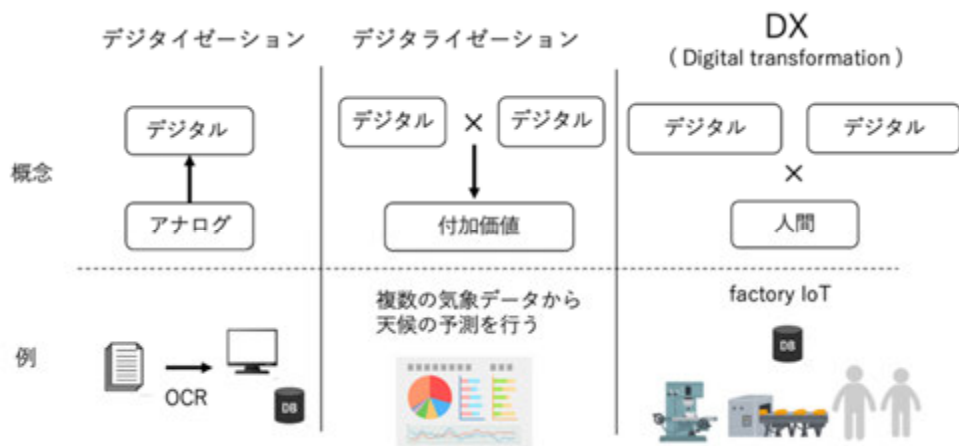 デジタイゼーション
デジタライゼーション
DX
( Digital transformation )
概念
デジタル
アナログ
デジタル × デジタル
付加価値
デジタル デジタル
×
人間
例
OCR
DB
複数の気象データから
天候の予測を行う
factory IoT
DB